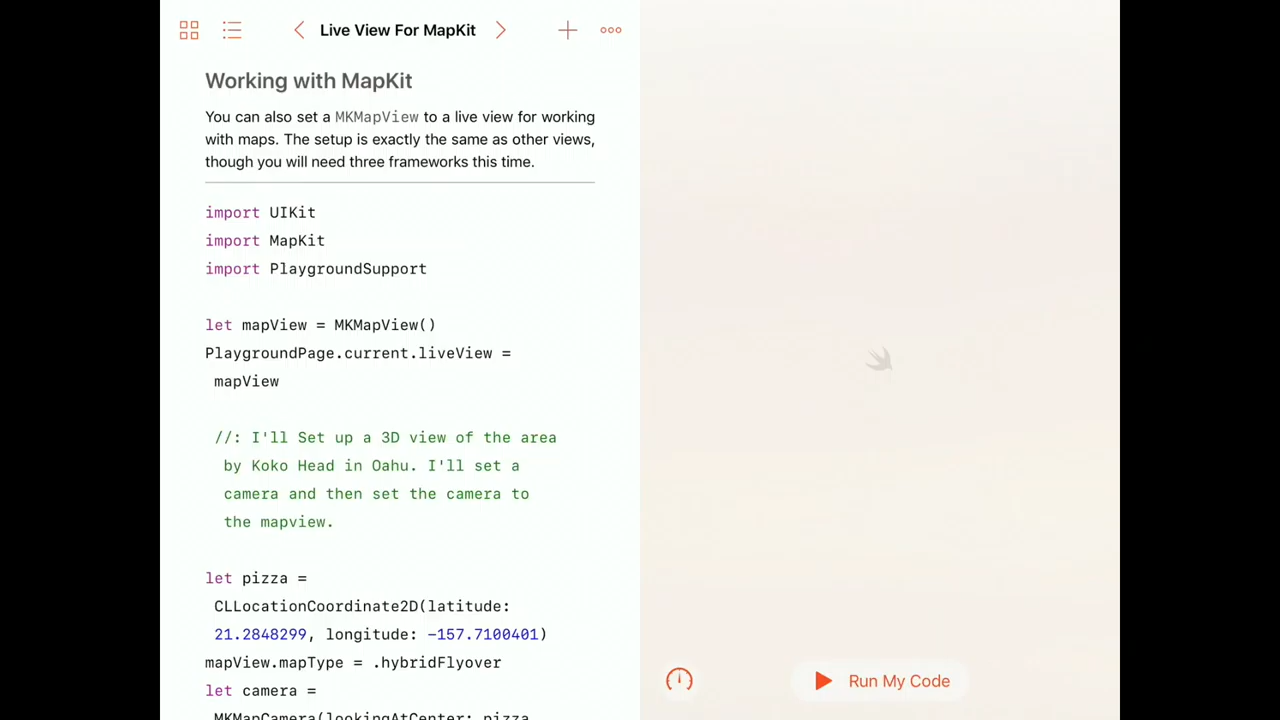 Live View For MapKit
Working with MapKit
You can also set a MKMapView to a live view for working
with maps. The setup is exactly the same as other views,
though you will need three frameworks this time.
import UIKit
import MapKit
import PlaygroundSupport
let mapView = MKMapView()
PlaygroundPage.current.liveView =
mapView
//: I'll Set up a 3D view of the area
by Koko Head in Oahu. I'll set a
camera and then set the camera to
the mapview.
let pizza =
CLLocationCoordinate2D(latitude:
21.2848299, longitude: -157.7100401)
mapView.mapType = .hybridFlyover
let camera =
MKMapCamera(lookingAtCenter: pizza
Run My Code